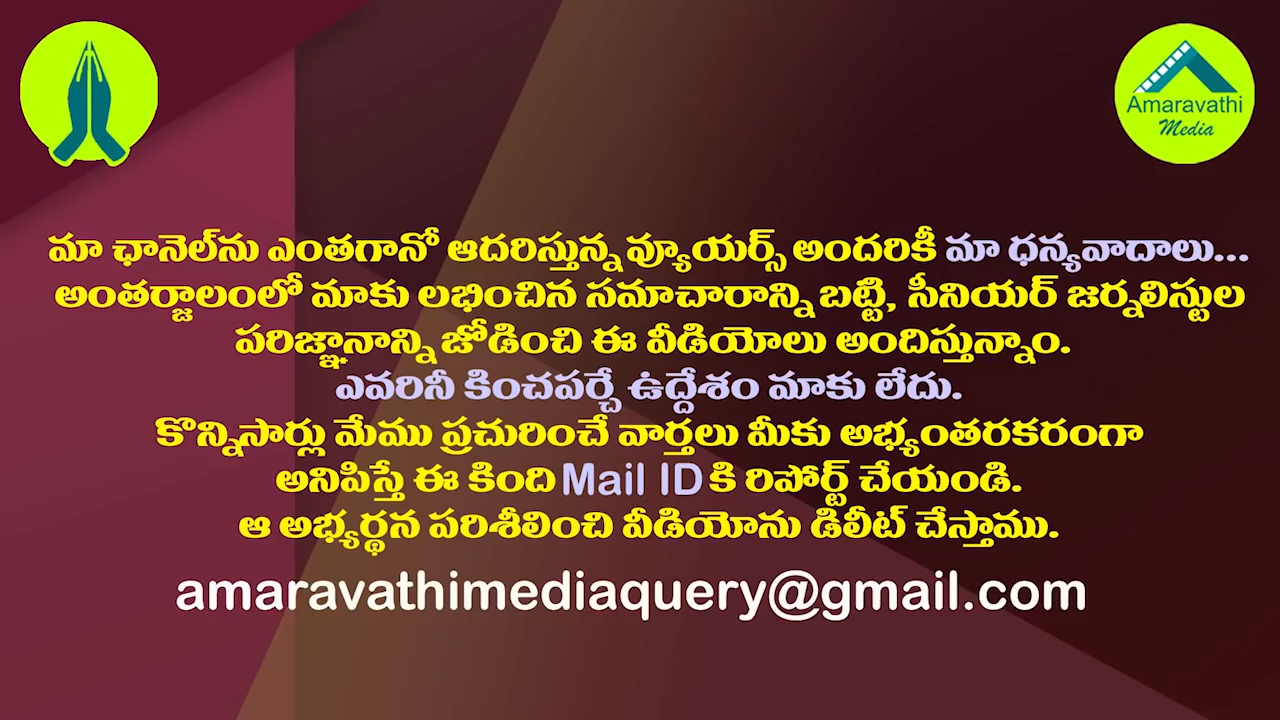 Amaravathi
Media
మా ఛానెల్‌ను ఎంతగానో ఆదరిస్తున్న వ్యూయర్స్ అందరికీ మా ధన్యవాదాలు...
అంతర్జాలంలో మాకు లభించిన సమాచారాన్ని బట్టి, సీనియర్ జర్నలిస్టుల
పరిజ్ఞానాన్ని జోడించి ఈ వీడియోలు అందిస్తున్నాం.
ఎవరినీ కించపర్చే ఉద్దేశం మాకు లేదు.
కొన్నిసార్లు మేము ప్రచురించే వార్తలు మీకు అభ్యంతరకరంగా
అనిపిస్తే ఈ కింది Mail ID కి రిపోర్ట్ చేయండి.
ఆ అభ్యర్థన పరిశీలించి వీడియోను డిలీట్ చేస్తాము.
amaravathimediaquery@gmail.com